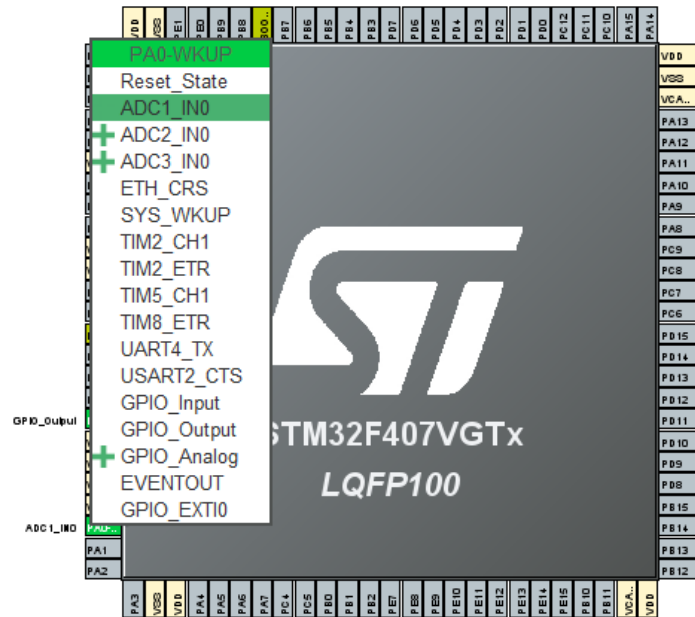 VDD
VSS
PE1
PE0
PB9
PB8
BOO..
PB7
PB6
PB5
PB4
PB3
PD7
PD6
PD5
PD4
PD3
PD2
PD1
PD0
PC12
PC11
PC10
PA15
PA14
PA0-WKUP
Reset_State
ADC1_IN0
ADC2_IN0
ADC3_IN0
ETH_CRS
SYS_WKUP
TIM2_CH1
TIM2_ETR
TIM5_CH1
TIM8_ETR
UART4_TX
USART2_CTS
GPIO_Input
GPIO_Output
GPIO_Analog
EVENTOUT
GPIO_EXTI0
GPIO_Output
ADC1_IN0
PA0-..
PA1
PA2
ST
STM32F407VGTx
LQFP100
VDD
VSS
VCA..
PA13
PA12
PA11
PA10
PA9
PA8
PC9
PC8
PC7
PC6
PD15
PD14
PD13
PD12
PD11
PD10
PD9
PD8
PB15
PB14
PB13
PB12
PA3
VSS
VDD
PA4
PA5
PA6
PA7
PC4
PC5
PB0
PB1
PB2
PE7
PE8
PE9
PE10
PE11
PE12
PE13
PE14
PE15
PB10
PB11
VCA..
VDD